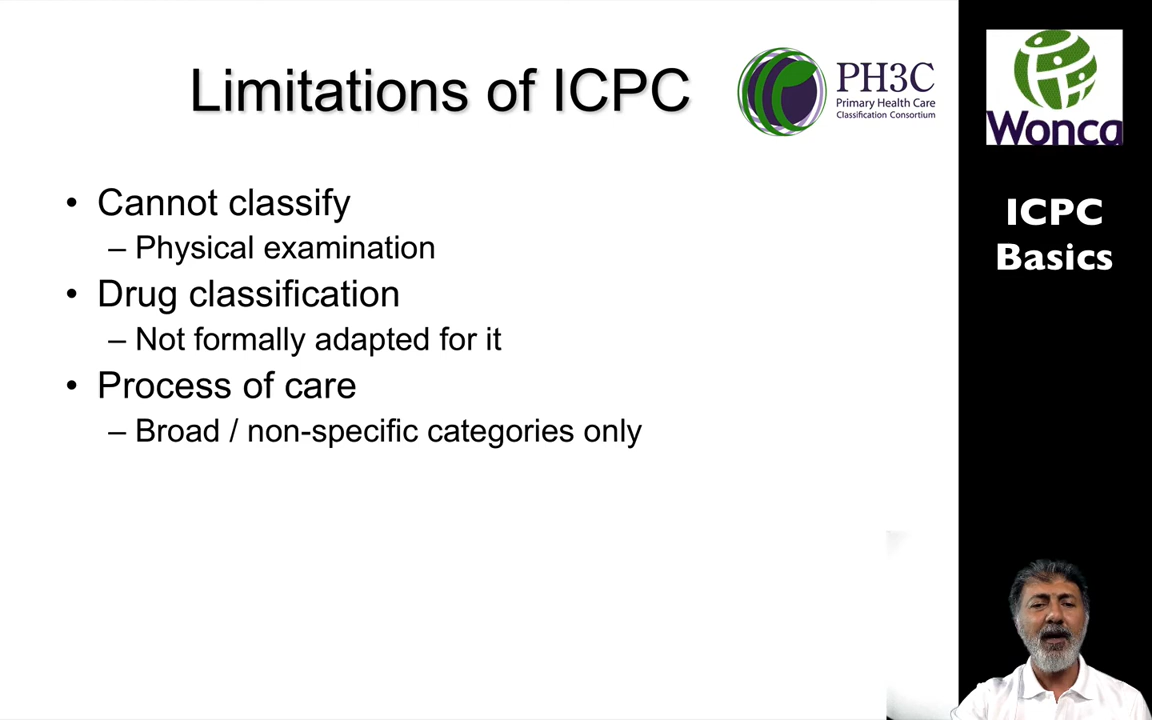 Limitations of ICPC
PH3C
Primary Health Care
Classification Consortium
Wonca
ICPC
Basics
• Cannot classify
– Physical examination
• Drug classification
– Not formally adapted for it
• Process of care
– Broad / non-specific categories only